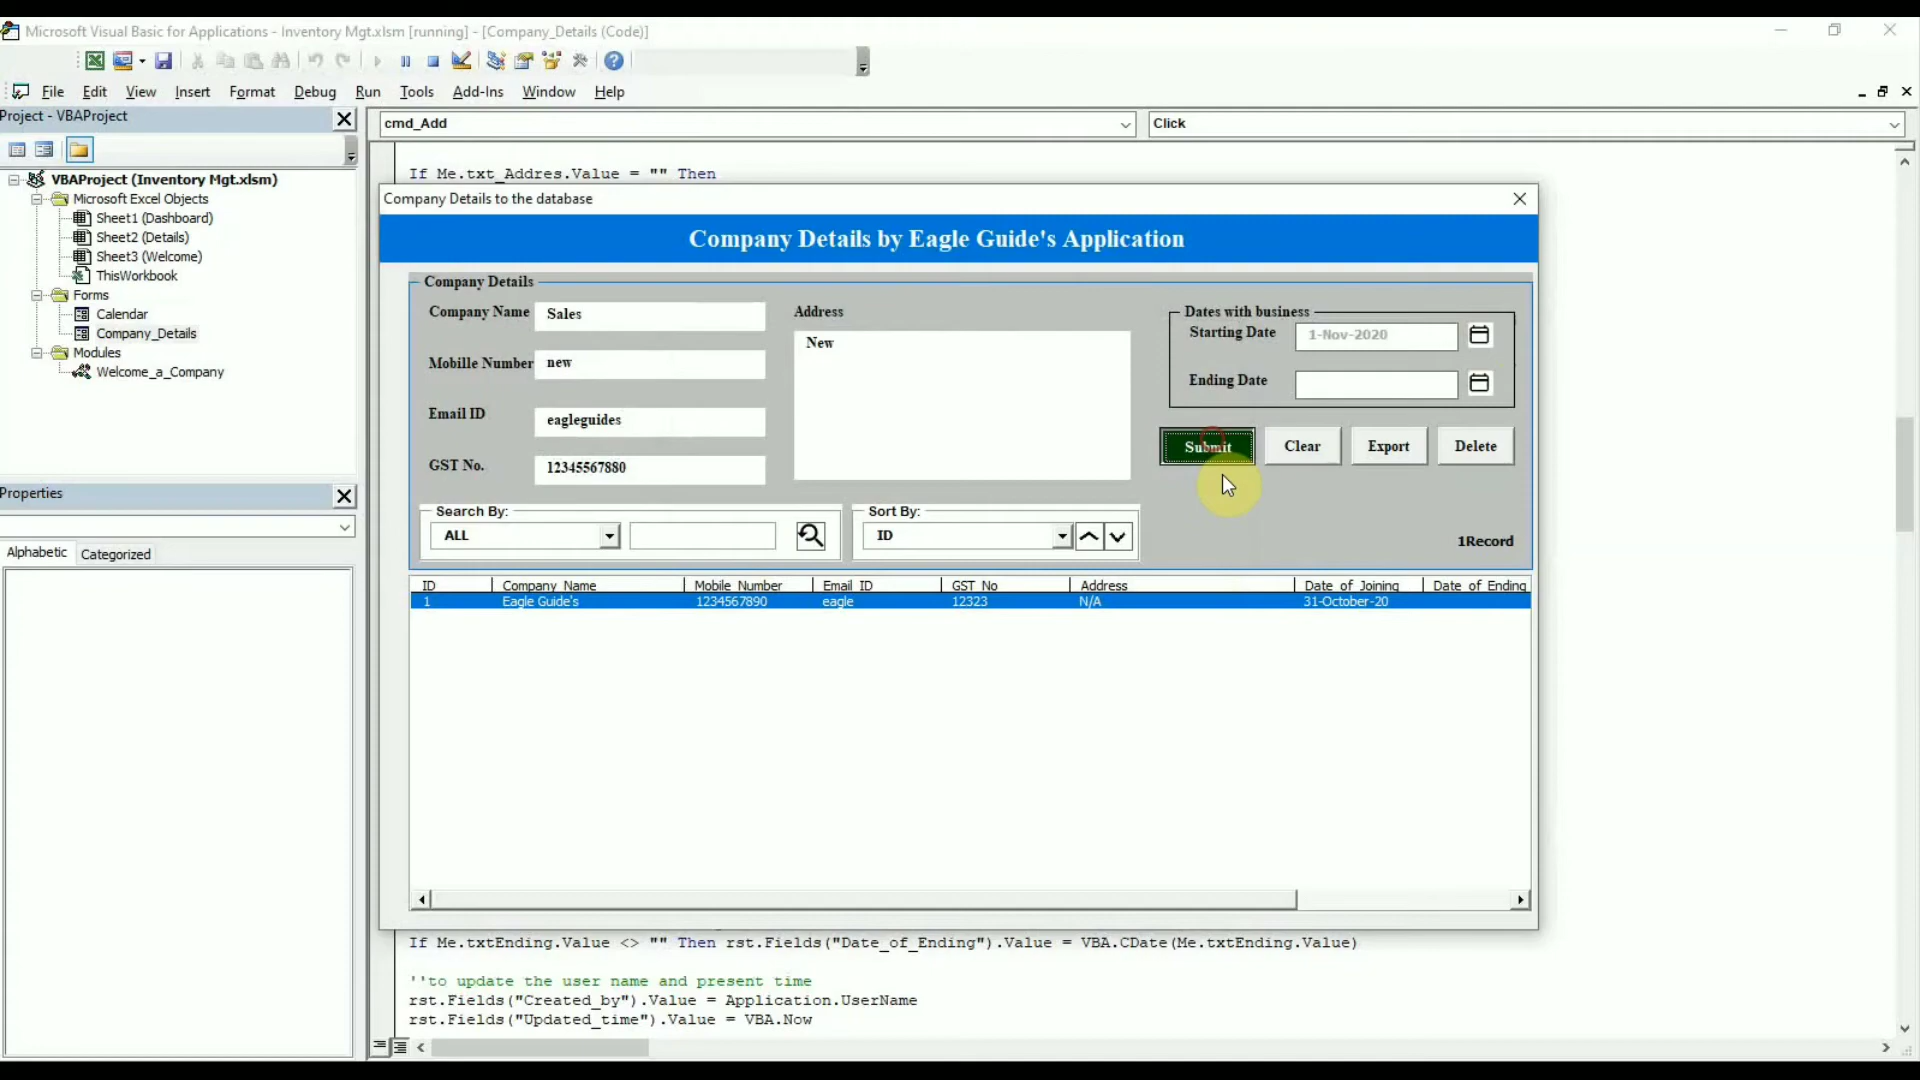 Microsoft Visual Basic for Applications - Inventory Mgt.xlsm [running] - [Company_Details (Code)]
File Edit View Insert Format Debug Run Tools Add-Ins Window Help
Project - VBAProject
cmd_Add
Click
VBAProject (Inventory Mgt.xlsm)
Microsoft Excel Objects
Sheet1 (Dashboard)
Sheet2 (Details)
Sheet3 (Welcome)
ThisWorkbook
Forms
Calendar
Company_Details
Modules
Welcome_a_Company
Properties
Alphabetic Categorized
If Me.txt_Addres.Value = "" Then
Company Details to the database
Company Details by Eagle Guide's Application
Company Details
Company Name Sales
Mobille Number new
Email ID eagleguides
GST No. 12345567880
Address
New
Dates with business
Starting Date 1-Nov-2020
Ending Date
Submit Clear Export Delete
Search By:
ALL
Sort By:
ID
1Record
ID Company Name Mobile Number Email ID GST No Address Date of Joining Date of Ending
1 Eagle Guide's 1234567890 eagle 12323 N/A 31-October-20
If Me.txtEnding.Value <> "" Then rst.Fields("Date_of_Ending").Value = VBA.CDate(Me.txtEnding.Value)
''to update the user name and present time
rst.Fields("Created_by").Value = Application.UserName
rst.Fields("Updated_time").Value = VBA.Now